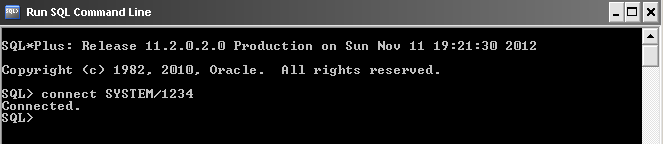 Run SQL Command Line
SQL*Plus: Release 11.2.0.2.0 Production on Sun Nov 11 19:21:30 2012
Copyright (c) 1982, 2010, Oracle.  All rights reserved.
SQL> connect SYSTEM/1234
Connected.
SQL>